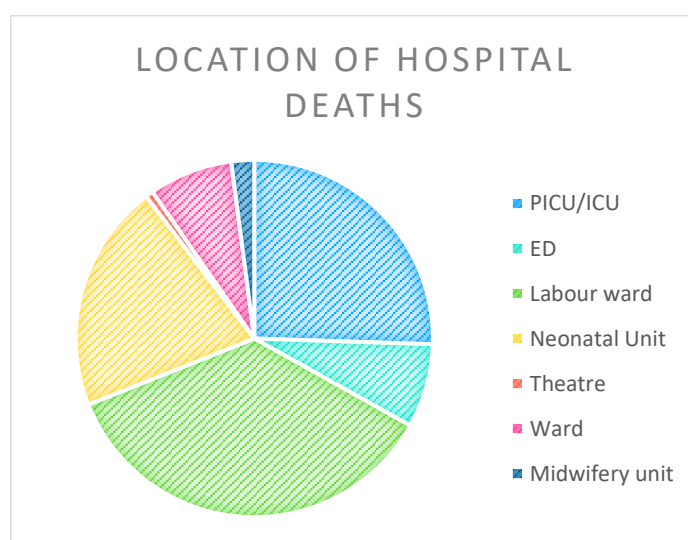 LOCATION OF HOSPITAL
DEATHS
PICU/ICU
ED
Labour ward
Neonatal Unit
Theatre
Ward
Midwifery unit